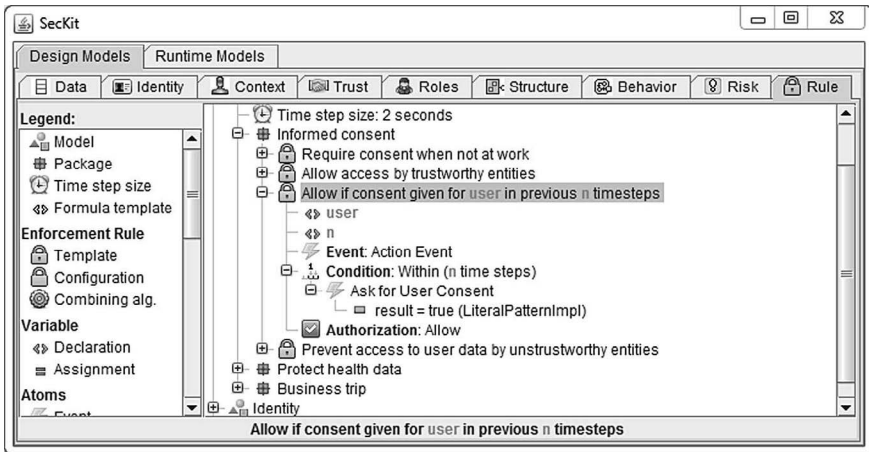 SecKit
Design Models Runtime Models
Data Identity Context Trust Roles Structure Behavior Risk Rule
Legend:
Model
Package
Time step size
Formula template
Enforcement Rule
Template
Configuration
Combining alg.
Variable
Declaration
Assignment
Atoms
Event
Time step size: 2 seconds
Informed consent
Require consent when not at work
Allow access by trustworthy entities
Allow if consent given for user in previous n timesteps
user
n
Event: Action Event
Condition: Within (n time steps)
Ask for User Consent
result = true (LiteralPatternImpl)
Authorization: Allow
Prevent access to user data by unstrustworthy entities
Protect health data
Business trip
Identity
Allow if consent given for user in previous n timesteps